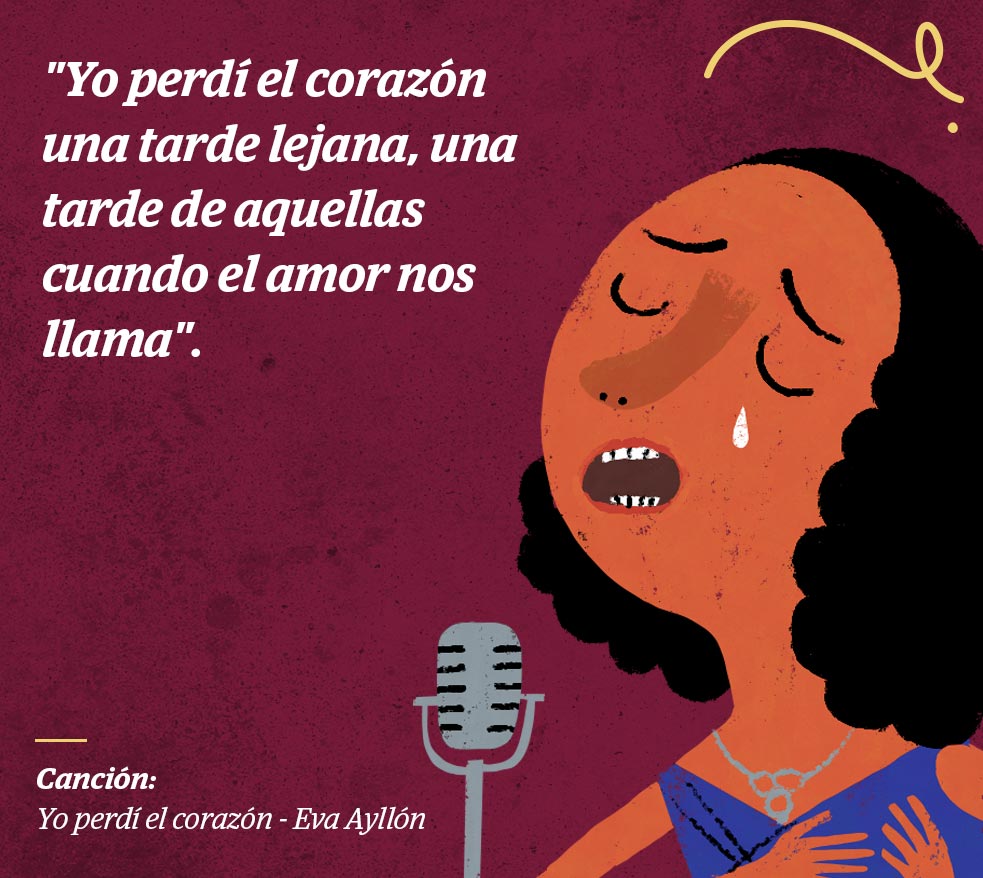 "Yo perdí el corazón
una tarde lejana, una
tarde de aquellas
cuando el amor nos
llama".
Canción:
Yo perdí el corazón - Eva Ayllón